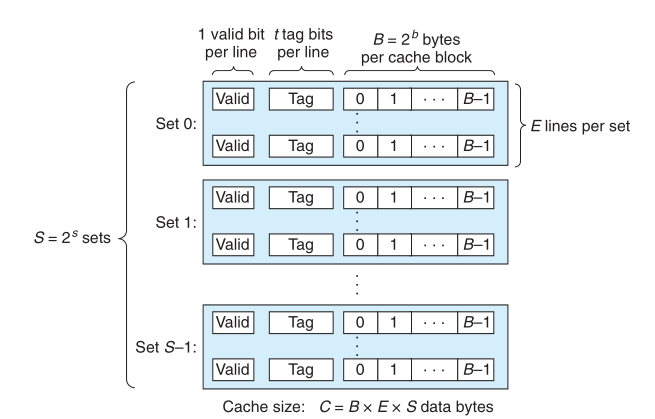 1 valid bit per line
t tag bits per line
B = 2^b bytes per cache block
Set 0:
Valid Tag 0 1 · · · B–1
Valid Tag 0 1 · · · B–1
E lines per set
Set 1:
Valid Tag 0 1 · · · B–1
Valid Tag 0 1 · · · B–1
S = 2^s sets
Set S–1:
Valid Tag 0 1 · · · B–1
Valid Tag 0 1 · · · B–1
Cache size: C = B × E × S data bytes